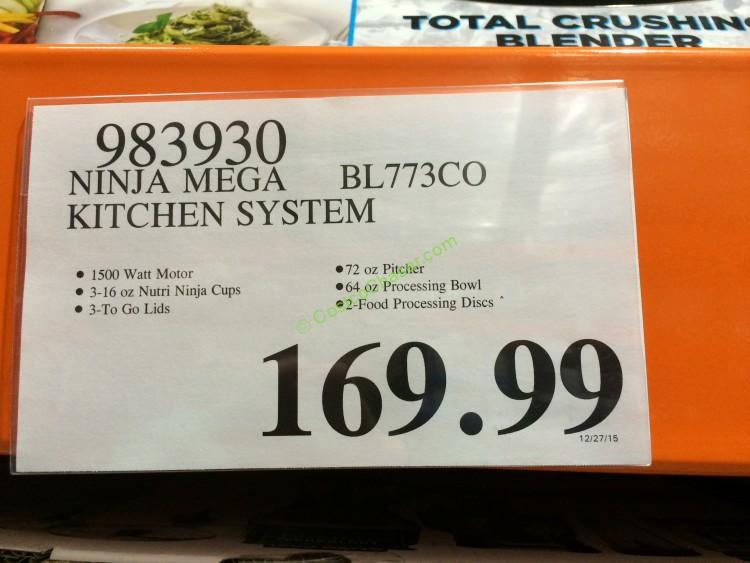 TOTAL CRUSHING
BLENDER
983930
NINJA MEGA BL773CO
KITCHEN SYSTEM
• 1500 Watt Motor
• 3-16 oz Nutri Ninja Cups
• 3-To Go Lids
•72 oz Pitcher
•64 oz Processing Bowl
•2-Food Processing Discs ^
© CostcoChaser.com
169.99
12/27/15